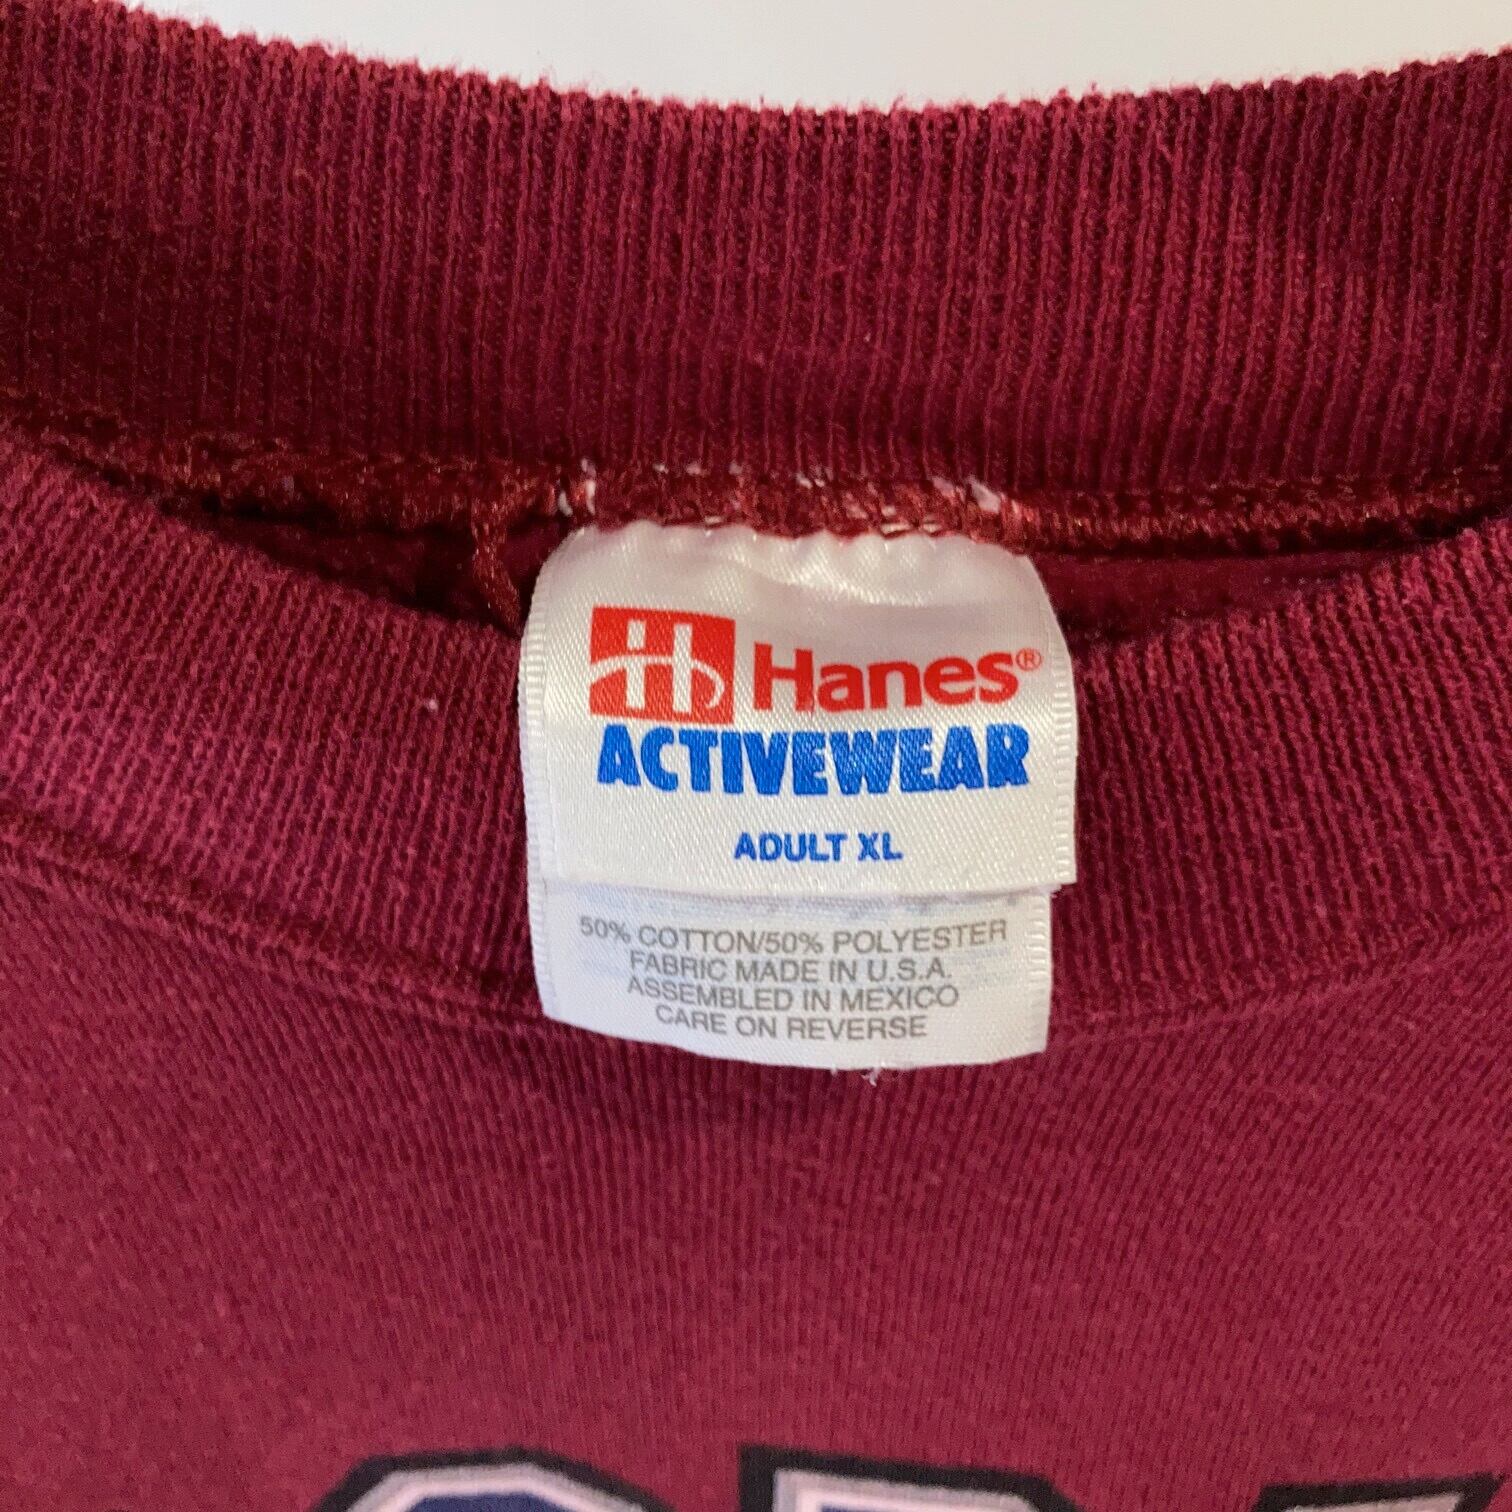 Hanes®
ACTIVEWEAR
ADULT XL
50% COTTON/50% POLYESTER
FABRIC MADE IN U.S.A.
ASSEMBLED IN MEXICO
CARE ON REVERSE